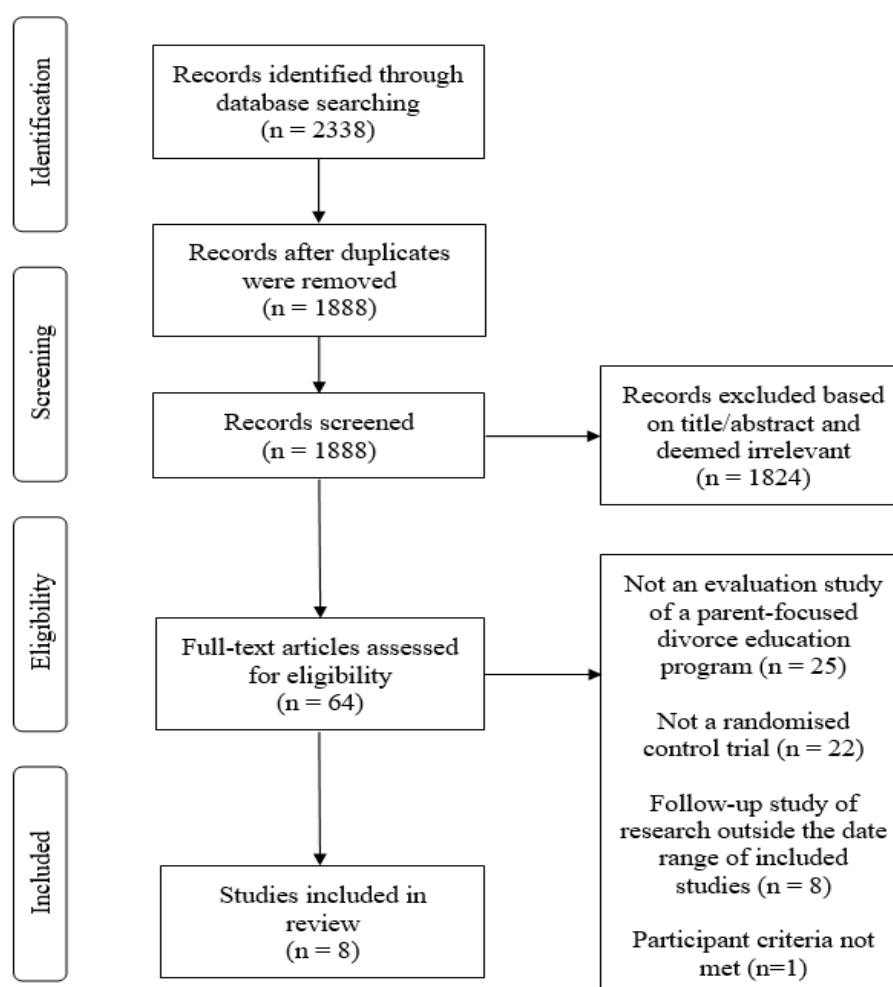 Identification
Records identified through
database searching
(n = 2338)
Records after duplicates
were removed
(n = 1888)
Screening
Records screened
(n = 1888)
Records excluded based
on title/abstract and
deemed irrelevant
(n = 1824)
Eligibility
Full-text articles assessed
for eligibility
(n = 64)
Not an evaluation study
of a parent-focused
divorce education
program (n = 25)
Not a randomised
control trial (n = 22)
Follow-up study of
research outside the date
range of included
studies (n = 8)
Participant criteria not
met (n=1)
Included
Studies included in
review
(n = 8)